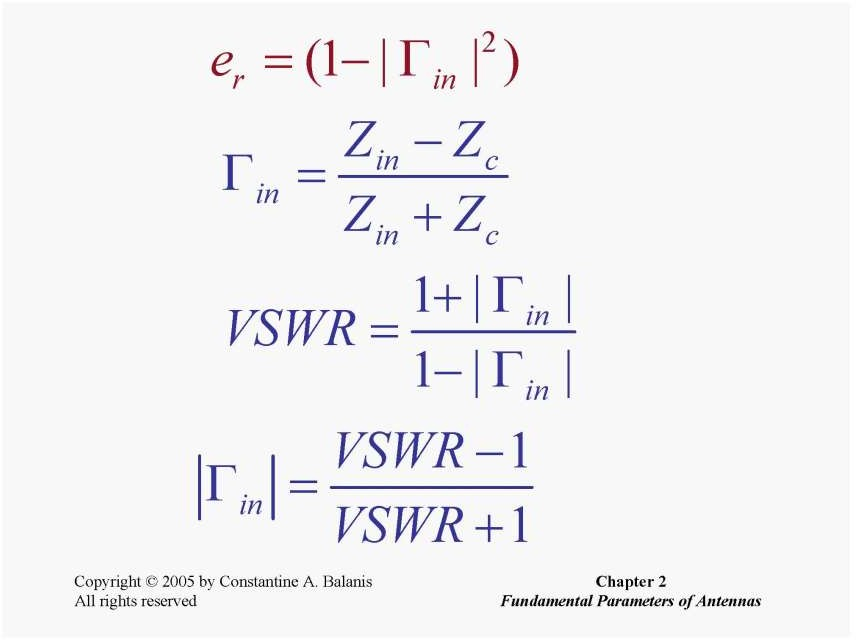 e_r = (1−|Γ_in|²)
Γ_in = (Z_in − Z_c) / (Z_in + Z_c)
VSWR = (1+|Γ_in|) / (1−|Γ_in|)
|Γ_in| = (VSWR −1) / (VSWR +1)
Copyright © 2005 by Constantine A. Balanis
All rights reserved
Chapter 2
Fundamental Parameters of Antennas